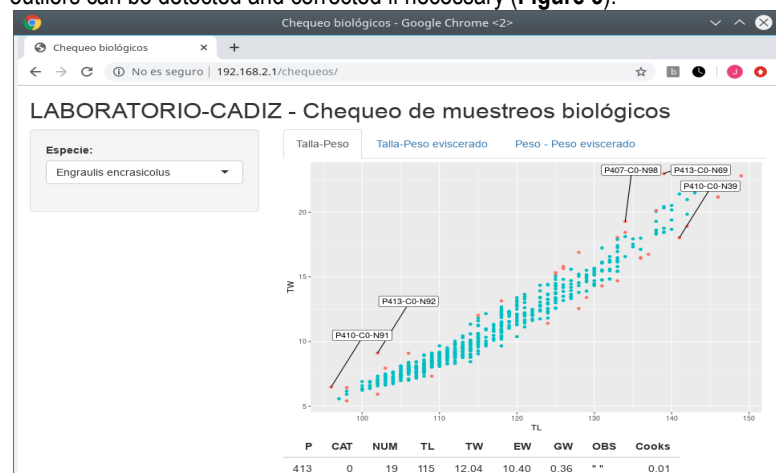 outliers can be detected and corrected if necessary (Figure 9).
Chequeo biológicos - Google Chrome <2>
Chequeo biológicos × +
No es seguro | 192.168.2.1/chequeos/
LABORATORIO-CADIZ - Chequeo de muestreos biológicos
Especie:
Engraulis encrasicolus
Talla-Peso Talla-Peso eviscerado Peso - Peso eviscerado
P407-C0-N98 P413-C0-N69
P410-C0-N39
20
15
TW
P413-C0-N92
P410-C0-N91
10
5
100 110 120 130 140 150
TL
P CAT NUM TL TW EW GW OBS Cooks
413 0 19 115 12.04 10.40 0.36 " " 0.01